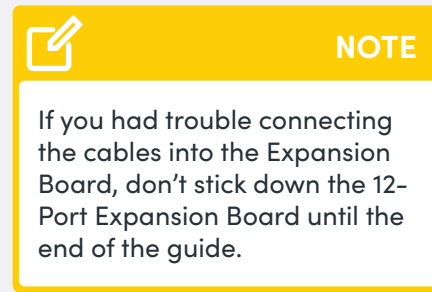 NOTE
If you had trouble connecting
the cables into the Expansion
Board, don’t stick down the 12-
Port Expansion Board until the
end of the guide.